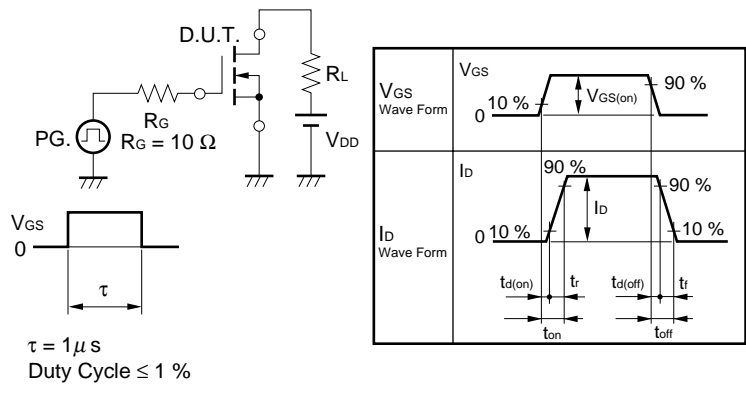 D.U.T.
RL
RG
PG.
RG = 10 Ω
VDD
VGS
0
τ
τ = 1μ s
Duty Cycle ≤ 1 %
VGS
Wave Form
VGS
10 %
0
VGS(on)
90 %
ID
Wave Form
ID
90 %
90 %
ID
0
10 %
10 %
td(on)
tr
td(off)
tf
ton
toff